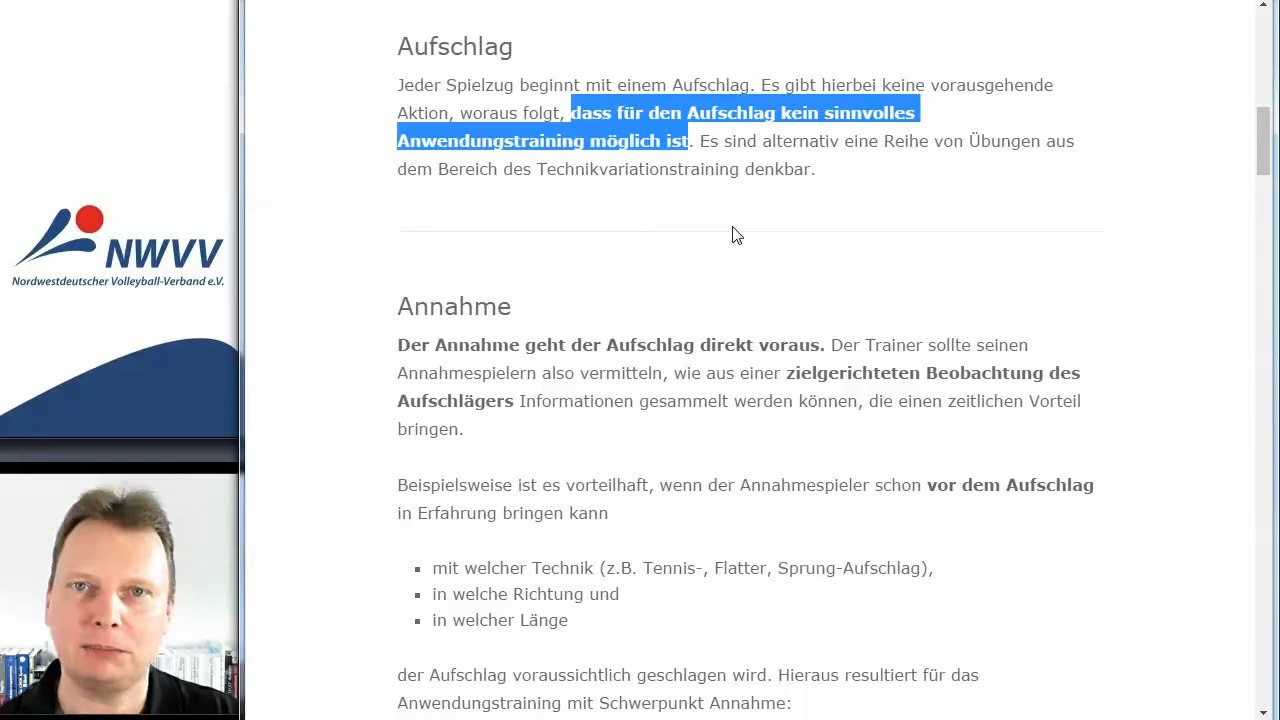 NWVV
Nordwestdeutscher Volleyball-Verband e.V.
Aufschlag
Jeder Spielzug beginnt mit einem Aufschlag. Es gibt hierbei keine vorausgehende
Aktion, woraus folgt, dass für den Aufschlag kein sinnvolles
Anwendungstraining möglich ist. Es sind alternativ eine Reihe von Übungen aus
dem Bereich des Technikvariationstraining denkbar.
Annahme
Der Annahme geht der Aufschlag direkt voraus. Der Trainer sollte seinen
Annahmespielern also vermitteln, wie aus einer zielgerichteten Beobachtung des
Aufschlägers Informationen gesammelt werden können, die einen zeitlichen Vorteil
bringen.
Beispielsweise ist es vorteilhaft, wenn der Annahmespieler schon vor dem Aufschlag
in Erfahrung bringen kann
mit welcher Technik (z.B. Tennis-, Flatter, Sprung-Aufschlag),
in welche Richtung und
in welcher Länge
der Aufschlag voraussichtlich geschlagen wird. Hieraus resultiert für das
Anwendungstraining mit Schwerpunkt Annahme: